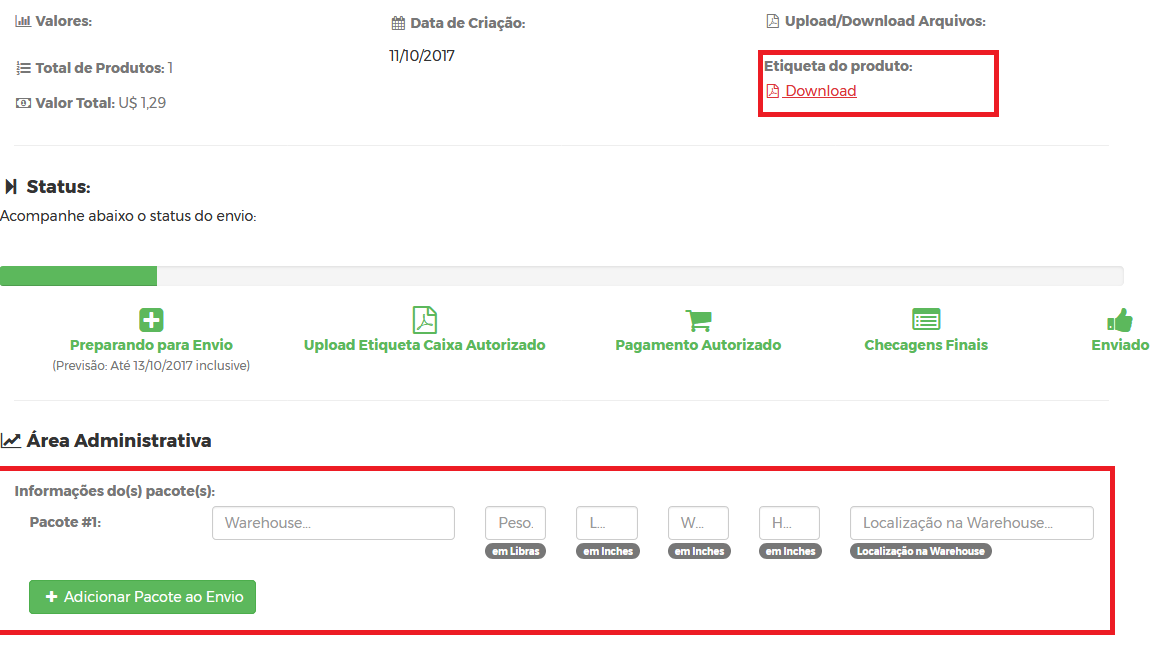 Valores:
Data de Criação:
Upload/Download Arquivos:
11/10/2017
Etiqueta do produto:
Total de Produtos: 1
Download
Valor Total: U$ 1,29
Status:
Acompanhe abaixo o status do envio:
Preparando para Envio
Upload Etiqueta Caixa Autorizado
Pagamento Autorizado
Checagens Finais
Enviado
(Previsão: Até 13/10/2017 inclusive)
Área Administrativa
Informações do(s) pacote(s):
Pacote #1:
Warehouse...
Peso.
L...
W...
H...
Localização na Warehouse...
em Libras
em Inches
em Inches
em Inches
Localização na Warehouse
Adicionar Pacote ao Envio